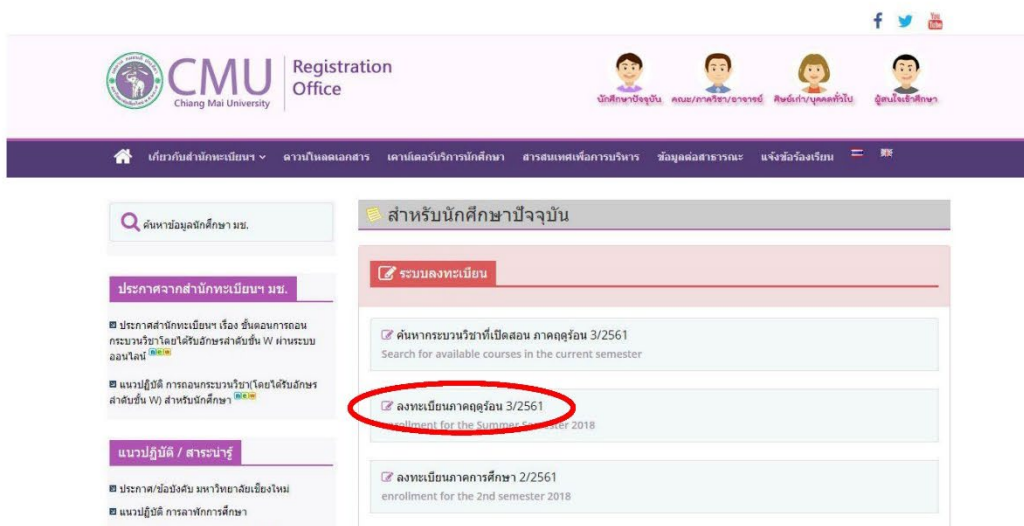 You
Tube
CMU
Chiang Mai University
Registration
Office
นักศึกษาปัจจุบัน
คณะ/ภาควิชา/อาจารย์
ศิษย์เก่า/บุคคลทั่วไป
ผู้สนใจเข้าศึกษา
เกี่ยวกับสำนักทะเบียนฯ
ดาวน์โหลดเอกสาร
เคาน์เตอร์บริการนักศึกษา
สารสนเทศเพื่อการบริหาร
ข้อมูลต่อสาธารณะ
แจ้งข้อร้องเรียน
ค้นหาข้อมูลนักศึกษา มช.
ประกาศจากสำนักทะเบียนฯ มช.
ประกาศสำนักทะเบียนฯ เรื่อง ขั้นตอนการถอน
กระบวนวิชาโดยได้รับอักษรลำดับขั้น W ผ่านระบบ
ออนไลน์ new
แนวปฏิบัติ การถอนกระบวนวิชา(โดยได้รับอักษร
ลำดับขั้น W) สำหรับนักศึกษา new
แนวปฏิบัติ / สาระน่ารู้
ประกาศ/ข้อบังคับ มหาวิทยาลัยเชียงใหม่
แนวปฏิบัติ การลาพักการศึกษา
สำหรับนักศึกษาปัจจุบัน
ระบบลงทะเบียน
ค้นหากระบวนวิชาที่เปิดสอน ภาคฤดูร้อน 3/2561
Search for available courses in the current semester
ลงทะเบียนภาคฤดูร้อน 3/2561
enrollment for the Summer Semester 2018
ลงทะเบียนภาคการศึกษา 2/2561
enrollment for the 2nd semester 2018